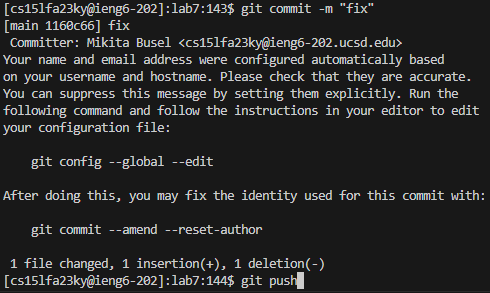 [cs15lfa23ky@ieng6-202]:lab7:143$ git commit -m "fix"
[main 1160c66] fix
 Committer: Mikita Busel <cs15lfa23ky@ieng6-202.ucsd.edu>
Your name and email address were configured automatically based
on your username and hostname. Please check that they are accurate.
You can suppress this message by setting them explicitly. Run the
following command and follow the instructions in your editor to edit
your configuration file:

    git config --global --edit

After doing this, you may fix the identity used for this commit with:

    git commit --amend --reset-author

 1 file changed, 1 insertion(+), 1 deletion(-)
[cs15lfa23ky@ieng6-202]:lab7:144$ git push